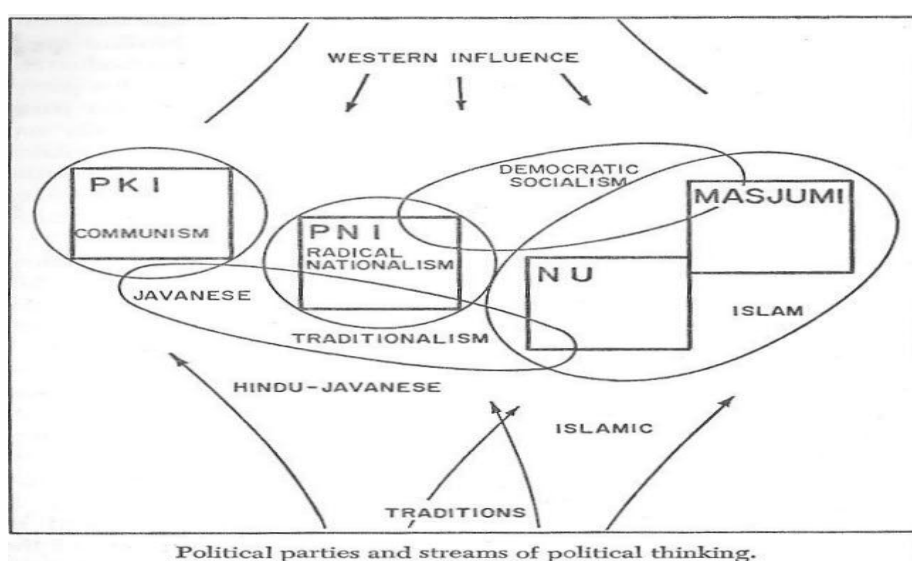 WESTERN INFLUENCE
DEMOCRATIC
SOCIALISM
PKI
COMMUNISM
MASJUMI
PNI
RADICAL
NATIONALISM
NU
JAVANESE
ISLAM
TRADITIONALISM
HINDU-JAVANESE
ISLAMIC
TRADITIONS
Political parties and streams of political thinking.